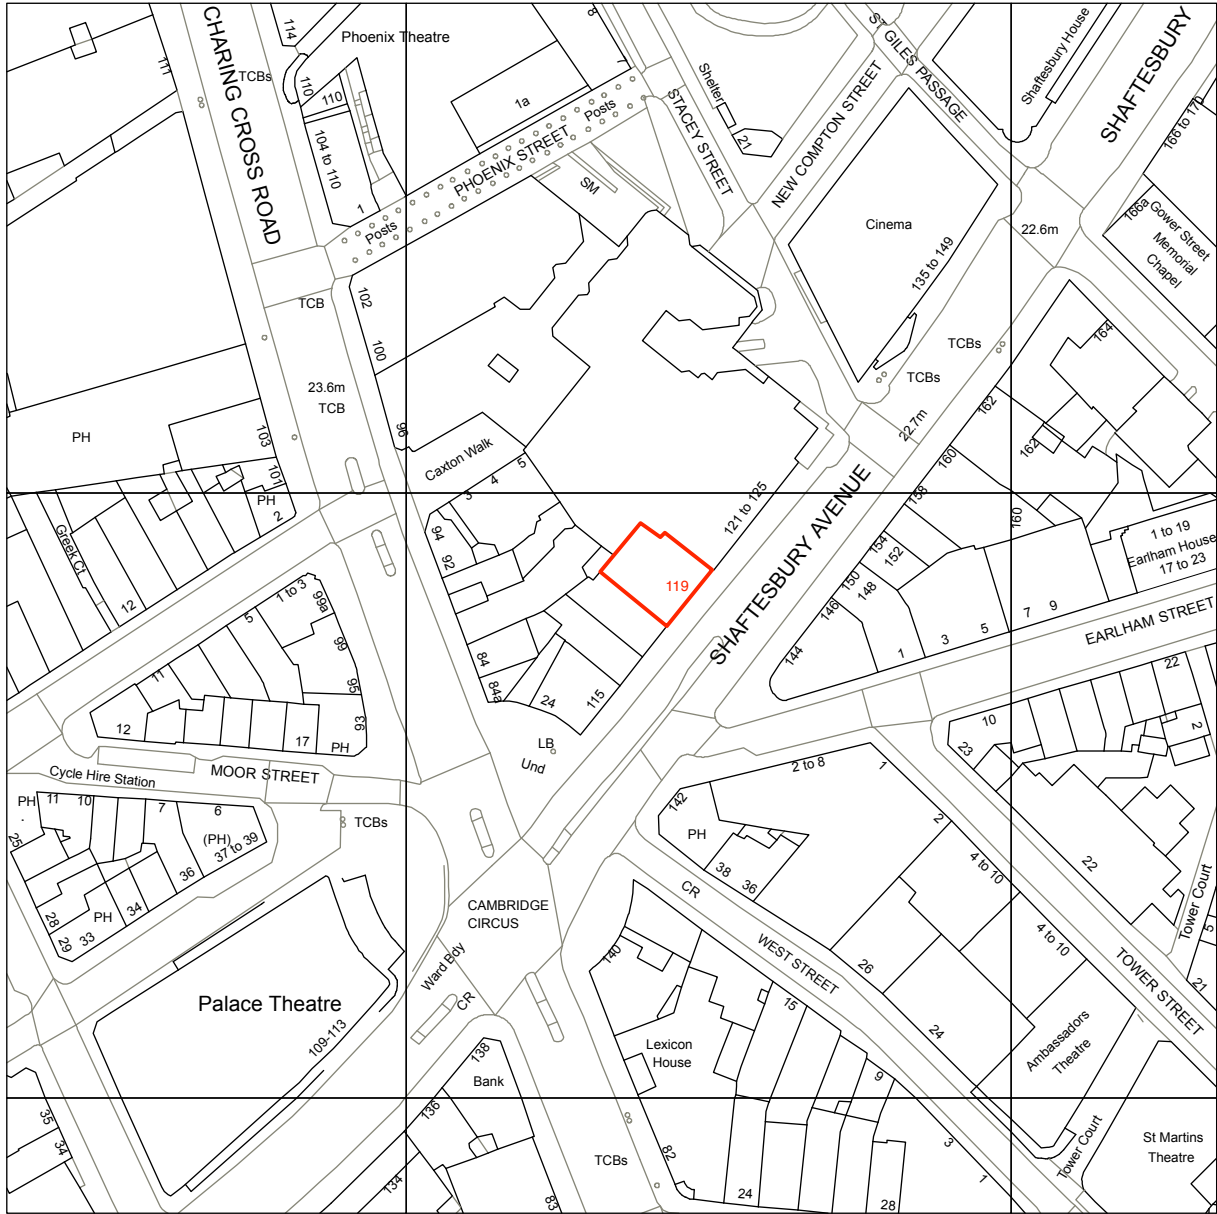 CHARING CROSS ROAD
TCBs
114
110
110
Phoenix Theatre
111
104 to
110
1
1a
8
7
Posts
PHOENIX STREET
Posts
SM
Shelter
21
STACEY STREET
NEW COMPTON STREET
ST GILES PASSAGE
Shaftesbury House
SHAFTESBURY
166 to 170
166a
Gower Street
Memorial
Chapel
22.6m
Cinema
135 to 149
TCBs
TCBs
164
162
162
22.7m
160
158
160
TCB
102
100
23.6m
TCB
96
PH
103
101
PH
2
Greek Ct
12
Caxton Walk
5
4
3
94
92
121 to 125
119
SHAFTESBURY AVENUE
154
152
150
148
146
144
1 to 19
Earlham House
17 to 23
7
9
5
3
1
EARLHAM STREET
22
2
10
23
1 to 3
99a
99
5
11
95
93
12
17
PH
84
84a
24
115
LB
Und
Cycle Hire Station
MOOR STREET
PH
11
10
7
6
(PH)
37 to 39
25
36
34
28
29
33
PH
TCBs
142
PH
2 to 8
1
2
38
36
4 to 10
4 to 10
22
Tower Court
5
21
TOWER STREET
CR
WEST STREET
26
24
Ambassadors
Theatre
CAMBRIDGE
CIRCUS
Ward Bdy
CR
140
15
Lexicon
House
9
Palace Theatre
109-113
138
Bank
136
134
35
34
TCBs
82
83
24
28
3
1
Tower Court
St Martins
Theatre